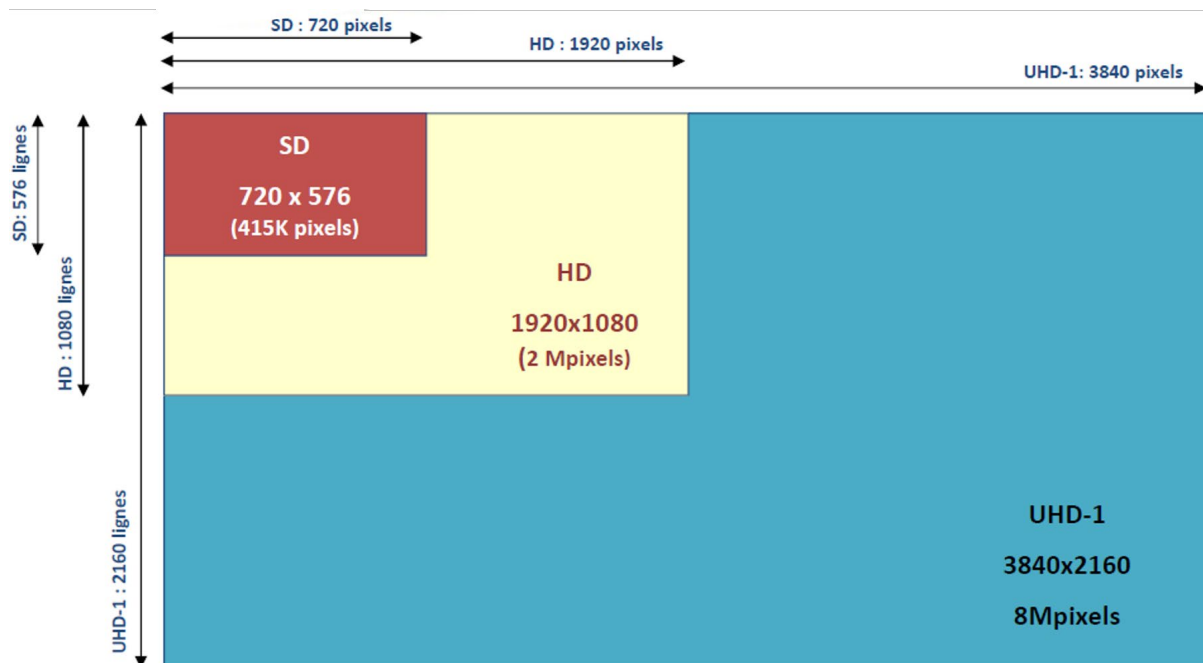 SD : 720 pixels
HD : 1920 pixels
UHD-1: 3840 pixels
SD: 576 lignes
HD : 1080 lignes
UHD-1 : 2160 lignes
SD
720 x 576
(415K pixels)
HD
1920x1080
(2 Mpixels)
UHD-1
3840x2160
8Mpixels